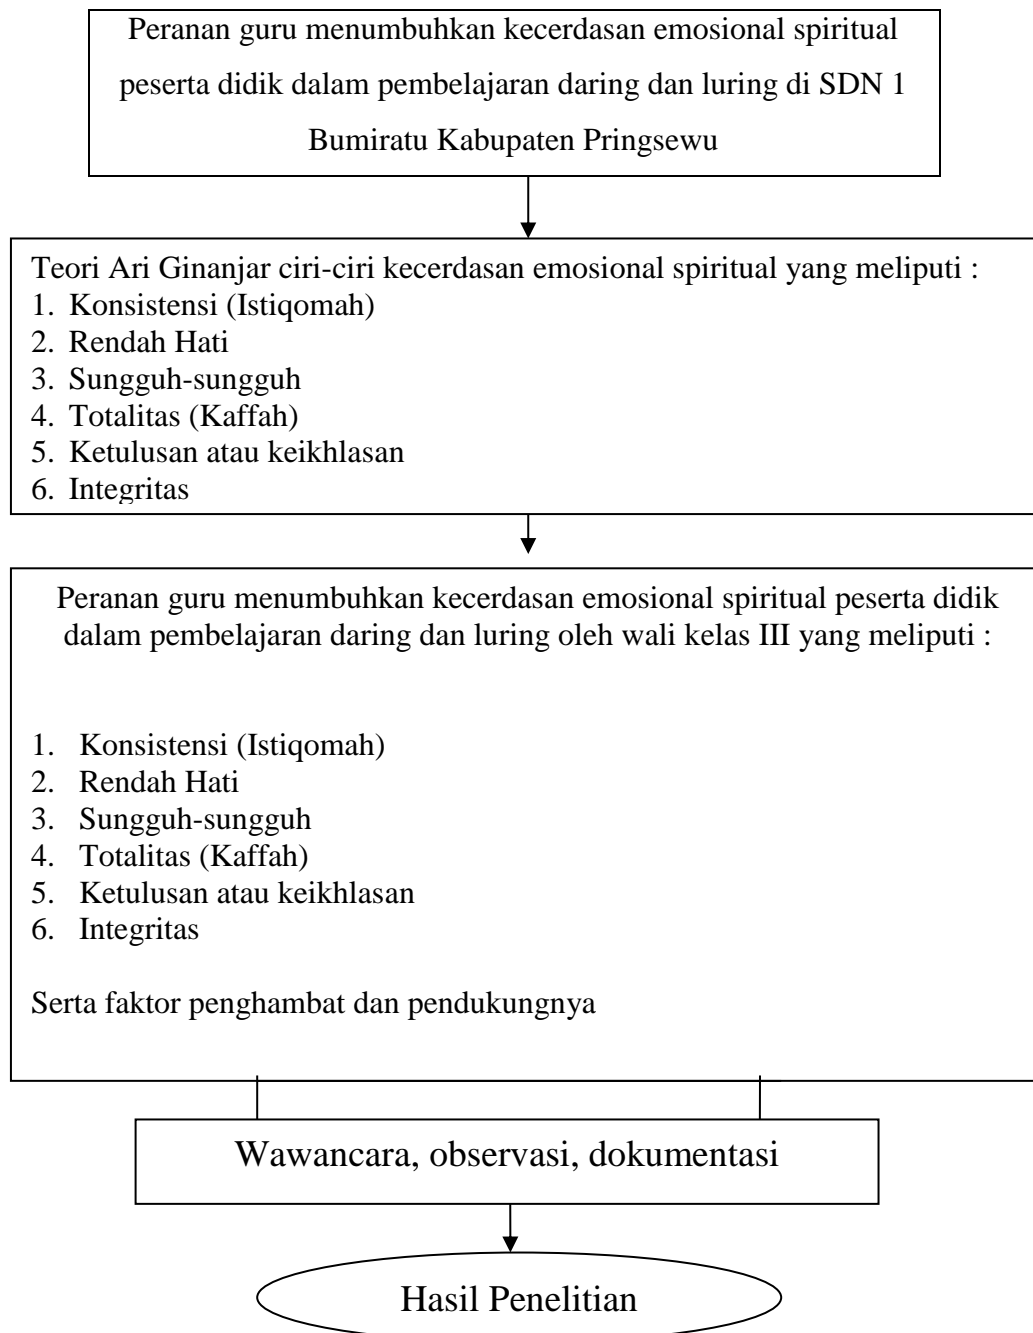 Peranan guru menumbuhkan kecerdasan emosional spiritual
peserta didik dalam pembelajaran daring dan luring di SDN 1
Bumiratu Kabupaten Pringsewu
Teori Ari Ginanjar ciri-ciri kecerdasan emosional spiritual yang meliputi :
1. Konsistensi (Istiqomah)
2. Rendah Hati
3. Sungguh-sungguh
4. Totalitas (Kaffah)
5. Ketulusan atau keikhlasan
6. Integritas
Peranan guru menumbuhkan kecerdasan emosional spiritual peserta didik
dalam pembelajaran daring dan luring oleh wali kelas III yang meliputi :
1. Konsistensi (Istiqomah)
2. Rendah Hati
3. Sungguh-sungguh
4. Totalitas (Kaffah)
5. Ketulusan atau keikhlasan
6. Integritas
Serta faktor penghambat dan pendukungnya
Wawancara, observasi, dokumentasi
Hasil Penelitian